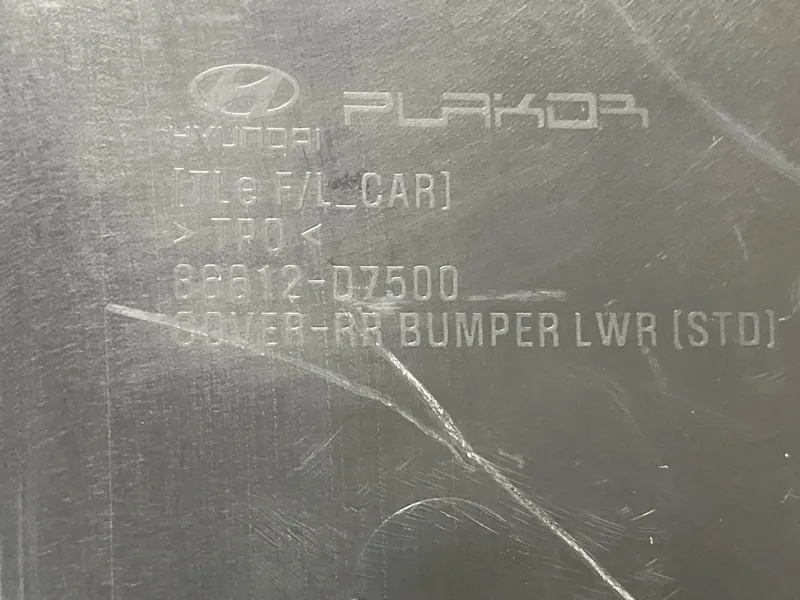 HYUNDAI PLAKOR
[TLe F/L_CAR]
> TPO <
86612-D7500
COVER-RR BUMPER LWR [STD]